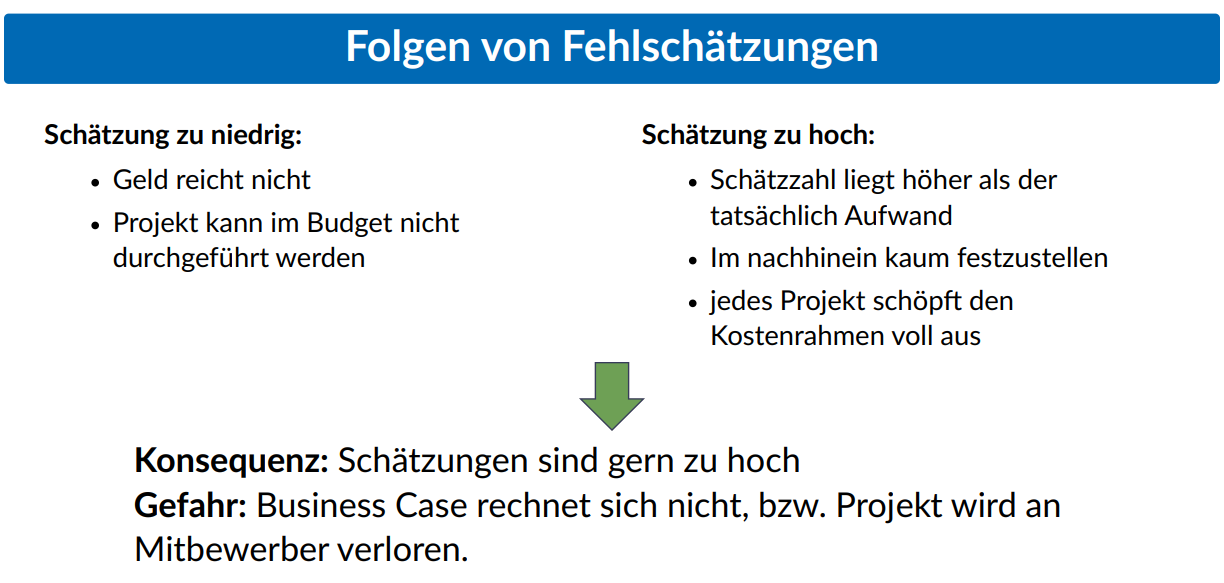 Folgen von Fehlschätzungen
Schätzung zu niedrig:
• Geld reicht nicht
• Projekt kann im Budget nicht
durchgeführt werden
Schätzung zu hoch:
• Schätzzahl liegt höher als der
tatsächlich Aufwand
• Im nachhinein kaum festzustellen
• jedes Projekt schöpft den
Kostenrahmen voll aus
Konsequenz: Schätzungen sind gern zu hoch
Gefahr: Business Case rechnet sich nicht, bzw. Projekt wird an
Mitbewerber verloren.